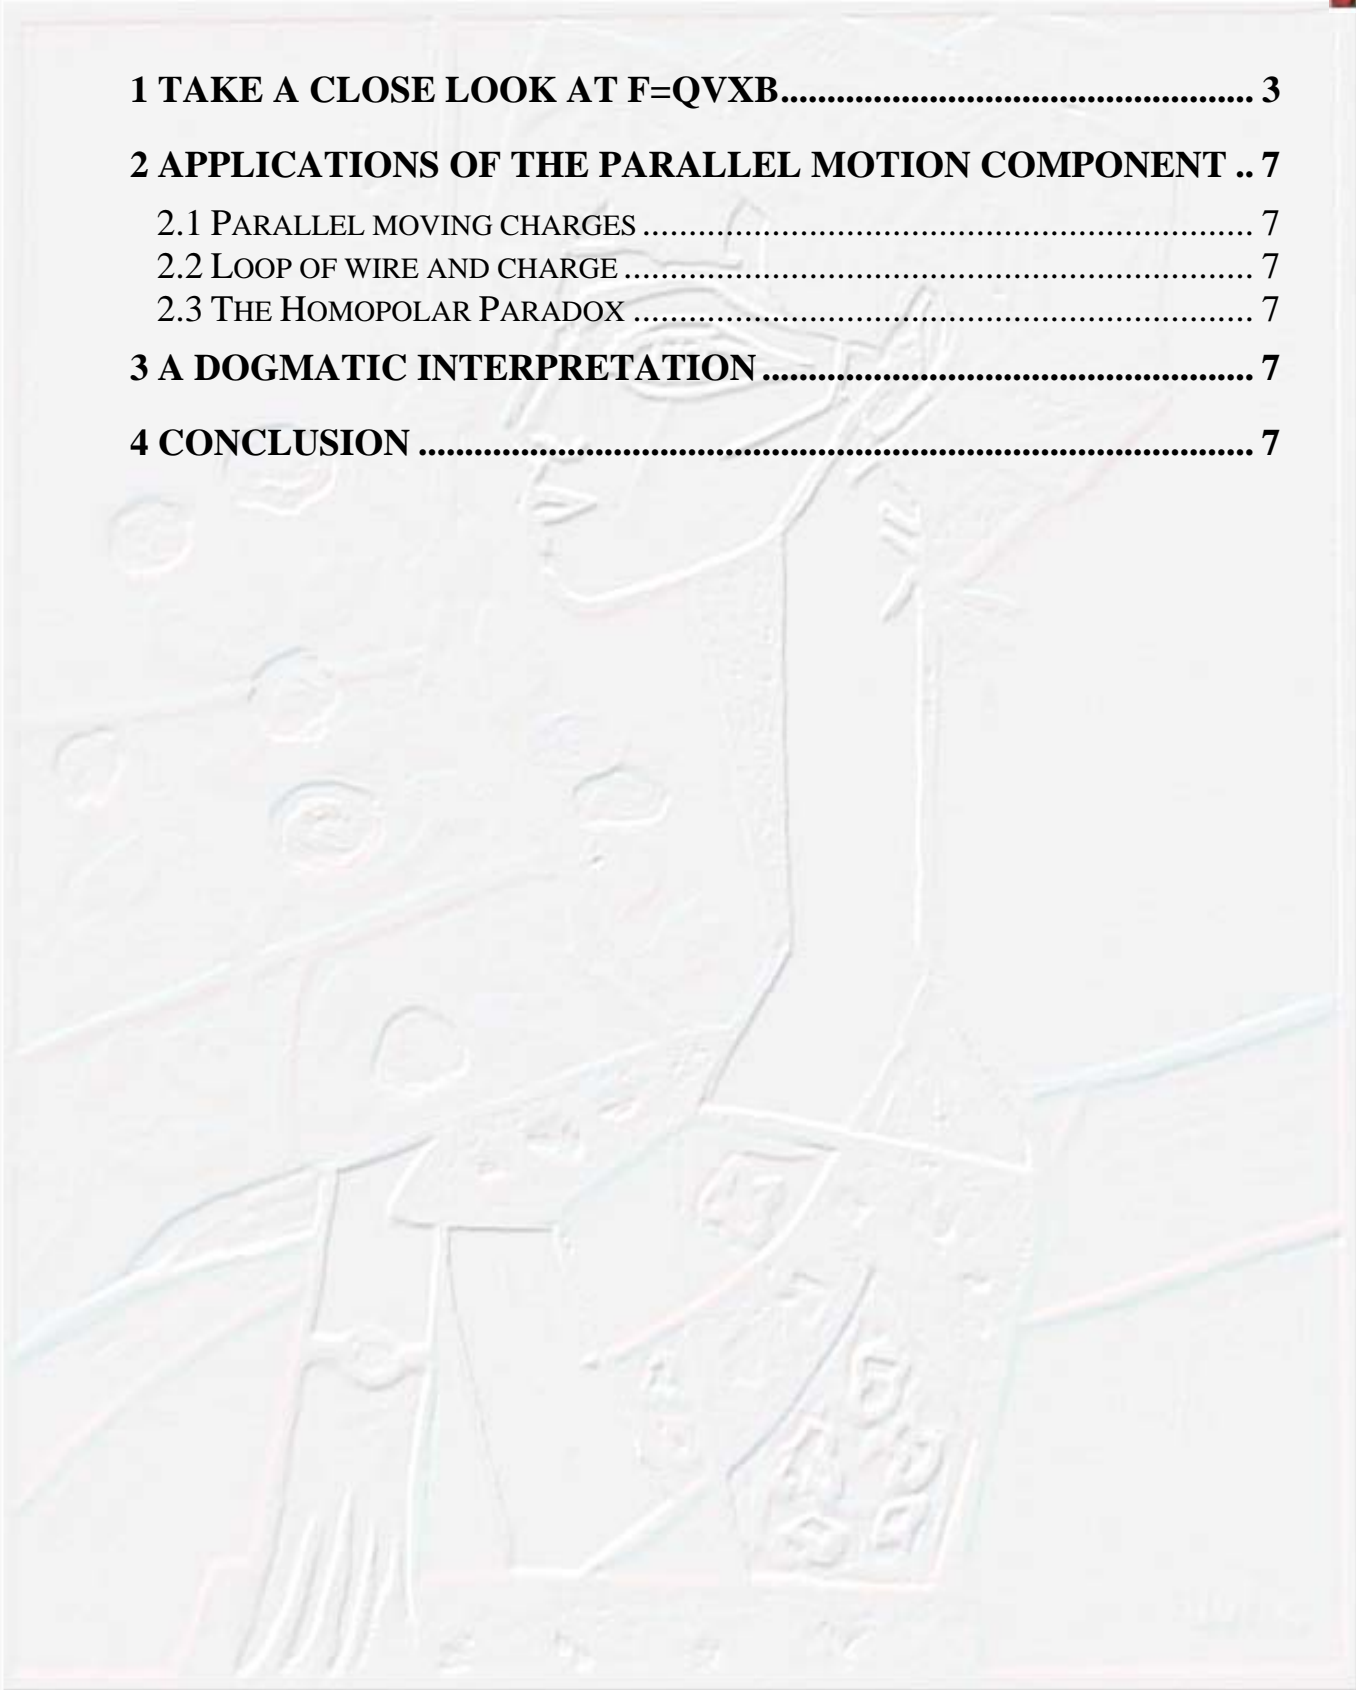 1 TAKE A CLOSE LOOK AT F=QVXB................................................... 3
2 APPLICATIONS OF THE PARALLEL MOTION COMPONENT .. 7
2.1 PARALLEL MOVING CHARGES .................................................................. 7
2.2 LOOP OF WIRE AND CHARGE .................................................................... 7
2.3 THE HOMOPOLAR PARADOX ................................................................... 7
3 A DOGMATIC INTERPRETATION ..................................................... 7
4 CONCLUSION .......................................................................................... 7